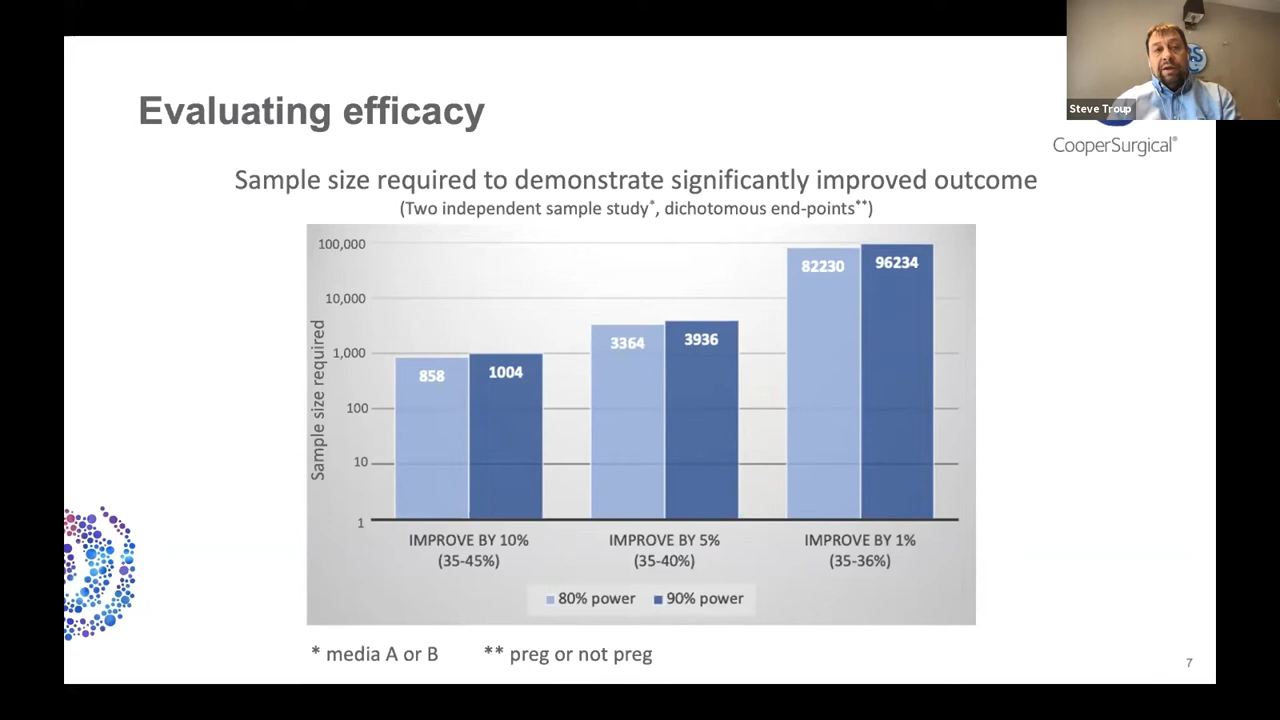 Evaluating efficacy
Steve Troup
CooperSurgical®
Sample size required to demonstrate significantly improved outcome
(Two independent sample study*, dichotomous end-points**)
Sample size required
100,000
10,000
1,000
100
10
1
858
1004
3364
3936
82230
96234
IMPROVE BY 10%
(35-45%)
IMPROVE BY 5%
(35-40%)
IMPROVE BY 1%
(35-36%)
80% power
90% power
* media A or B
** preg or not preg
7